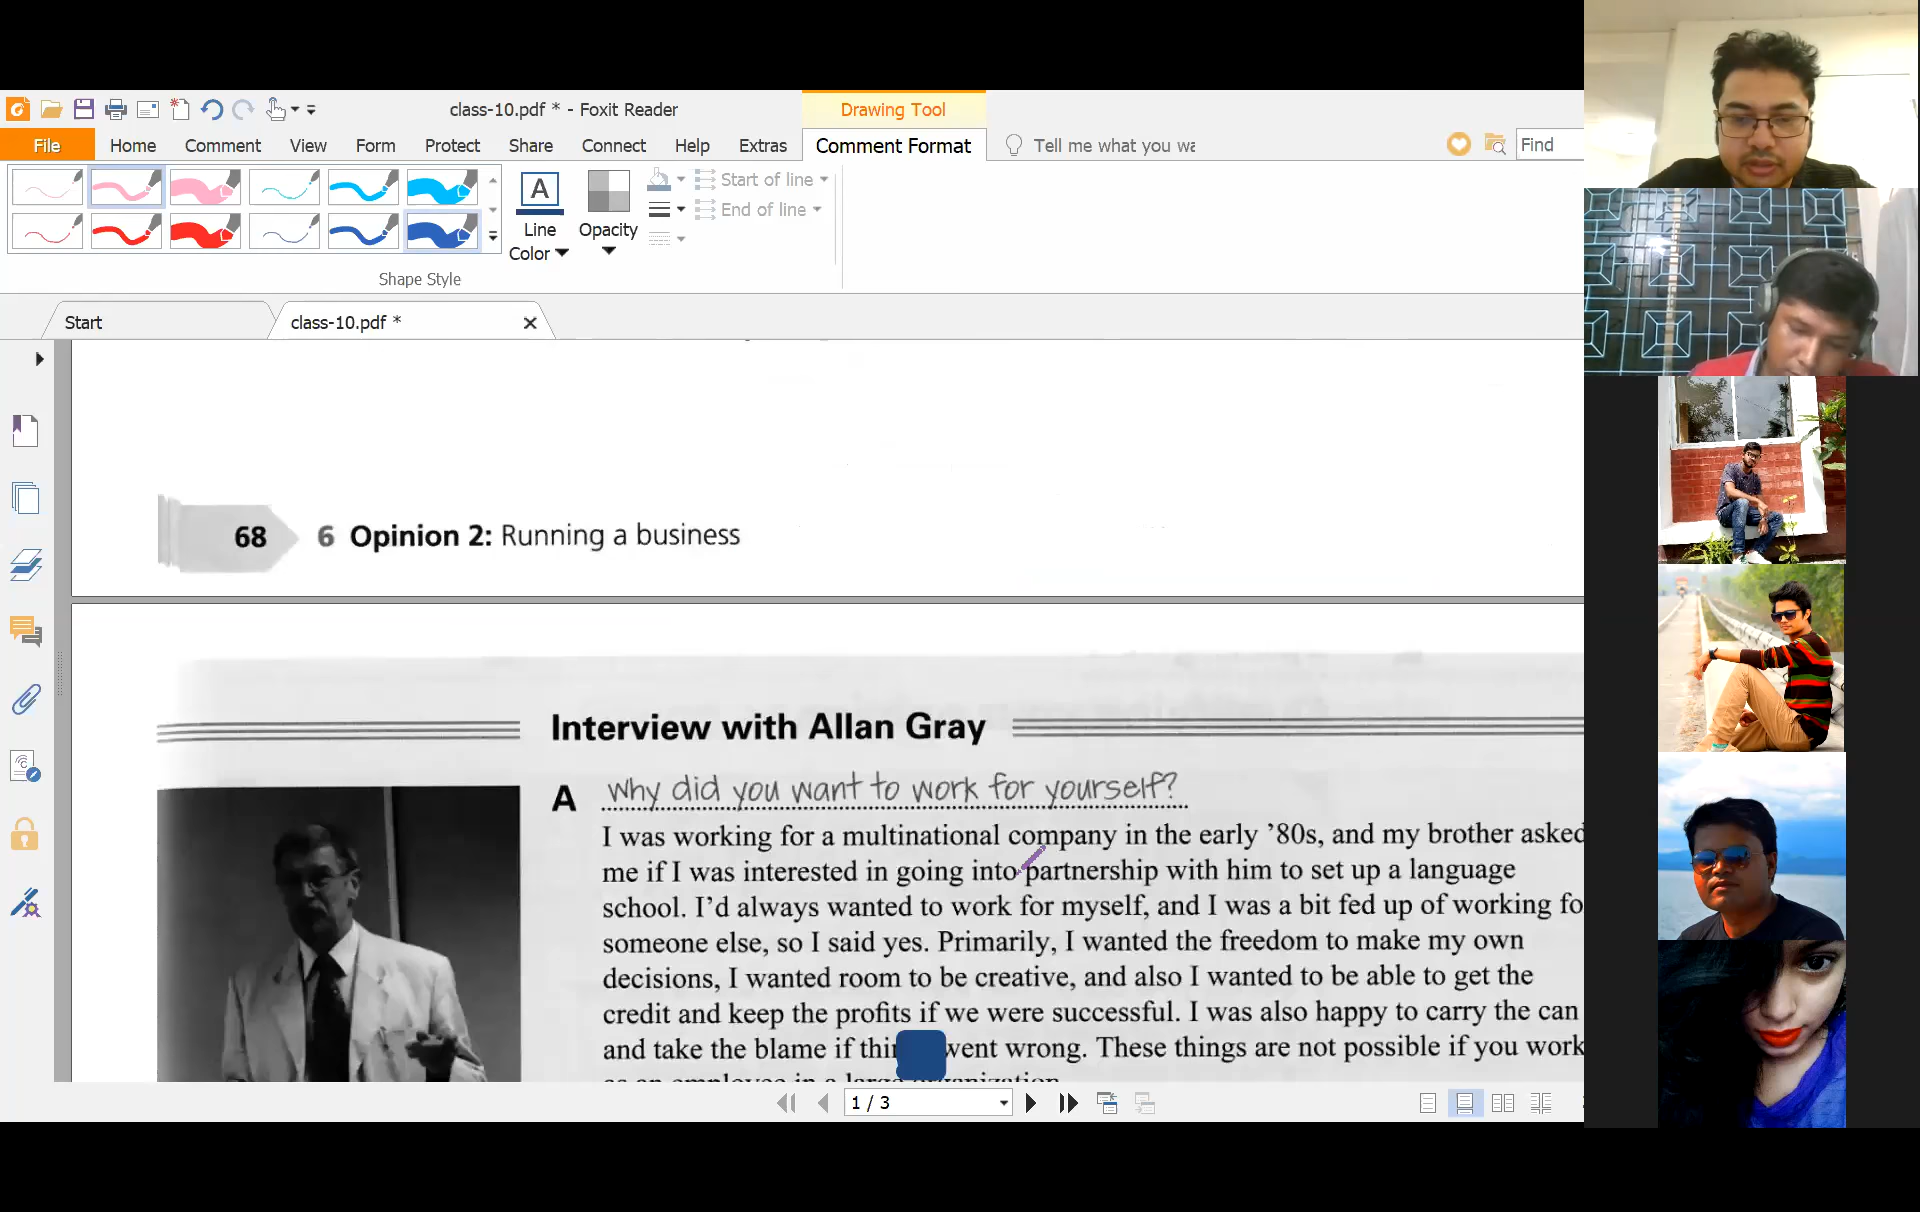 class-10.pdf * - Foxit Reader
Drawing Tool
File Home Comment View Form Protect Share Connect Help Extras Comment Format Tell me what you wa Find
Start of line
End of line
A
Line Color
Opacity
Shape Style
Start
class-10.pdf *
68 6 Opinion 2: Running a business
Interview with Allan Gray
A Why did you want to work for yourself?
I was working for a multinational company in the early ’80s, and my brother asked
me if I was interested in going into partnership with him to set up a language
school. I’d always wanted to work for myself, and I was a bit fed up of working fo
someone else, so I said yes. Primarily, I wanted the freedom to make my own
decisions, I wanted room to be creative, and also I wanted to be able to get the
credit and keep the profits if we were successful. I was also happy to carry the can
and take the blame if thin went wrong. These things are not possible if you work
as an employee in a large organization
1 / 3